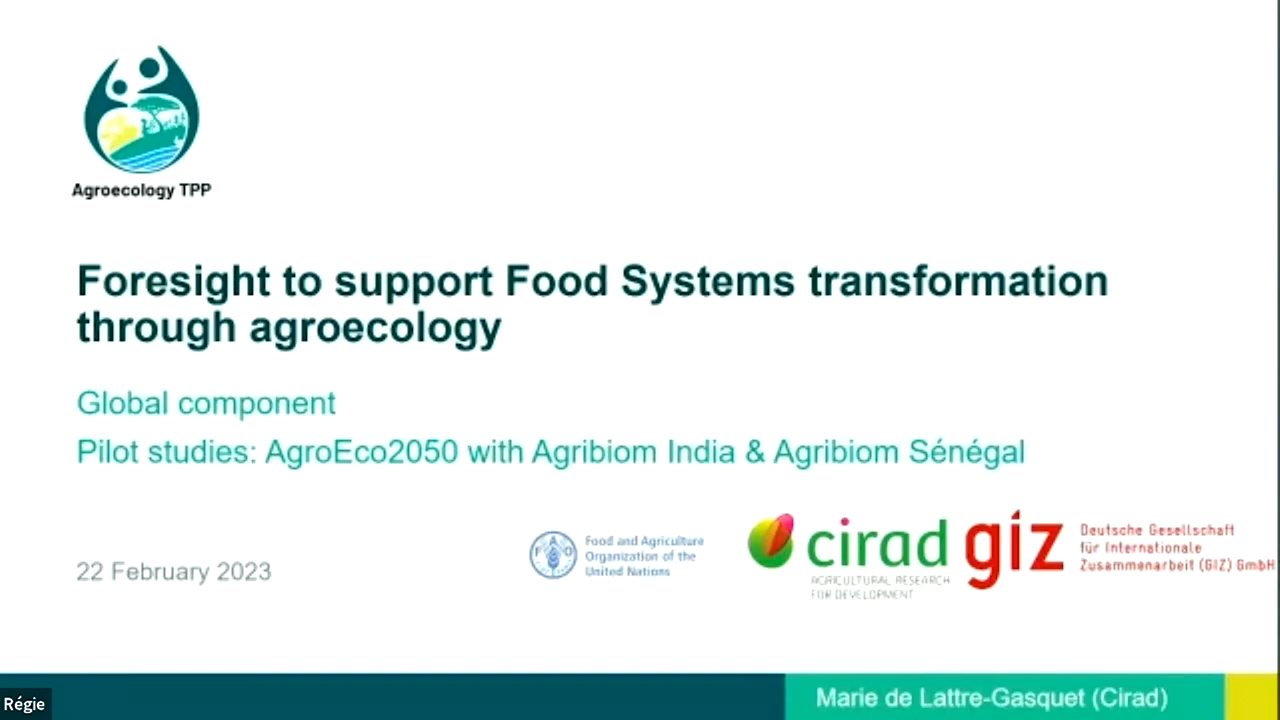 Agroecology TPP
Foresight to support Food Systems transformation
through agroecology
Global component
Pilot studies: AgroEco2050 with Agribiom India & Agribiom Sénégal
22 February 2023
FAO
Food and Agriculture
Organization of the
United Nations
cirad
AGRICULTURAL RESEARCH
FOR DEVELOPMENT
giz
Deutsche Gesellschaft
für Internationale
Zusammenarbeit (GIZ) GmbH
Régie
Marie de Lattre-Gasquet (Cirad)